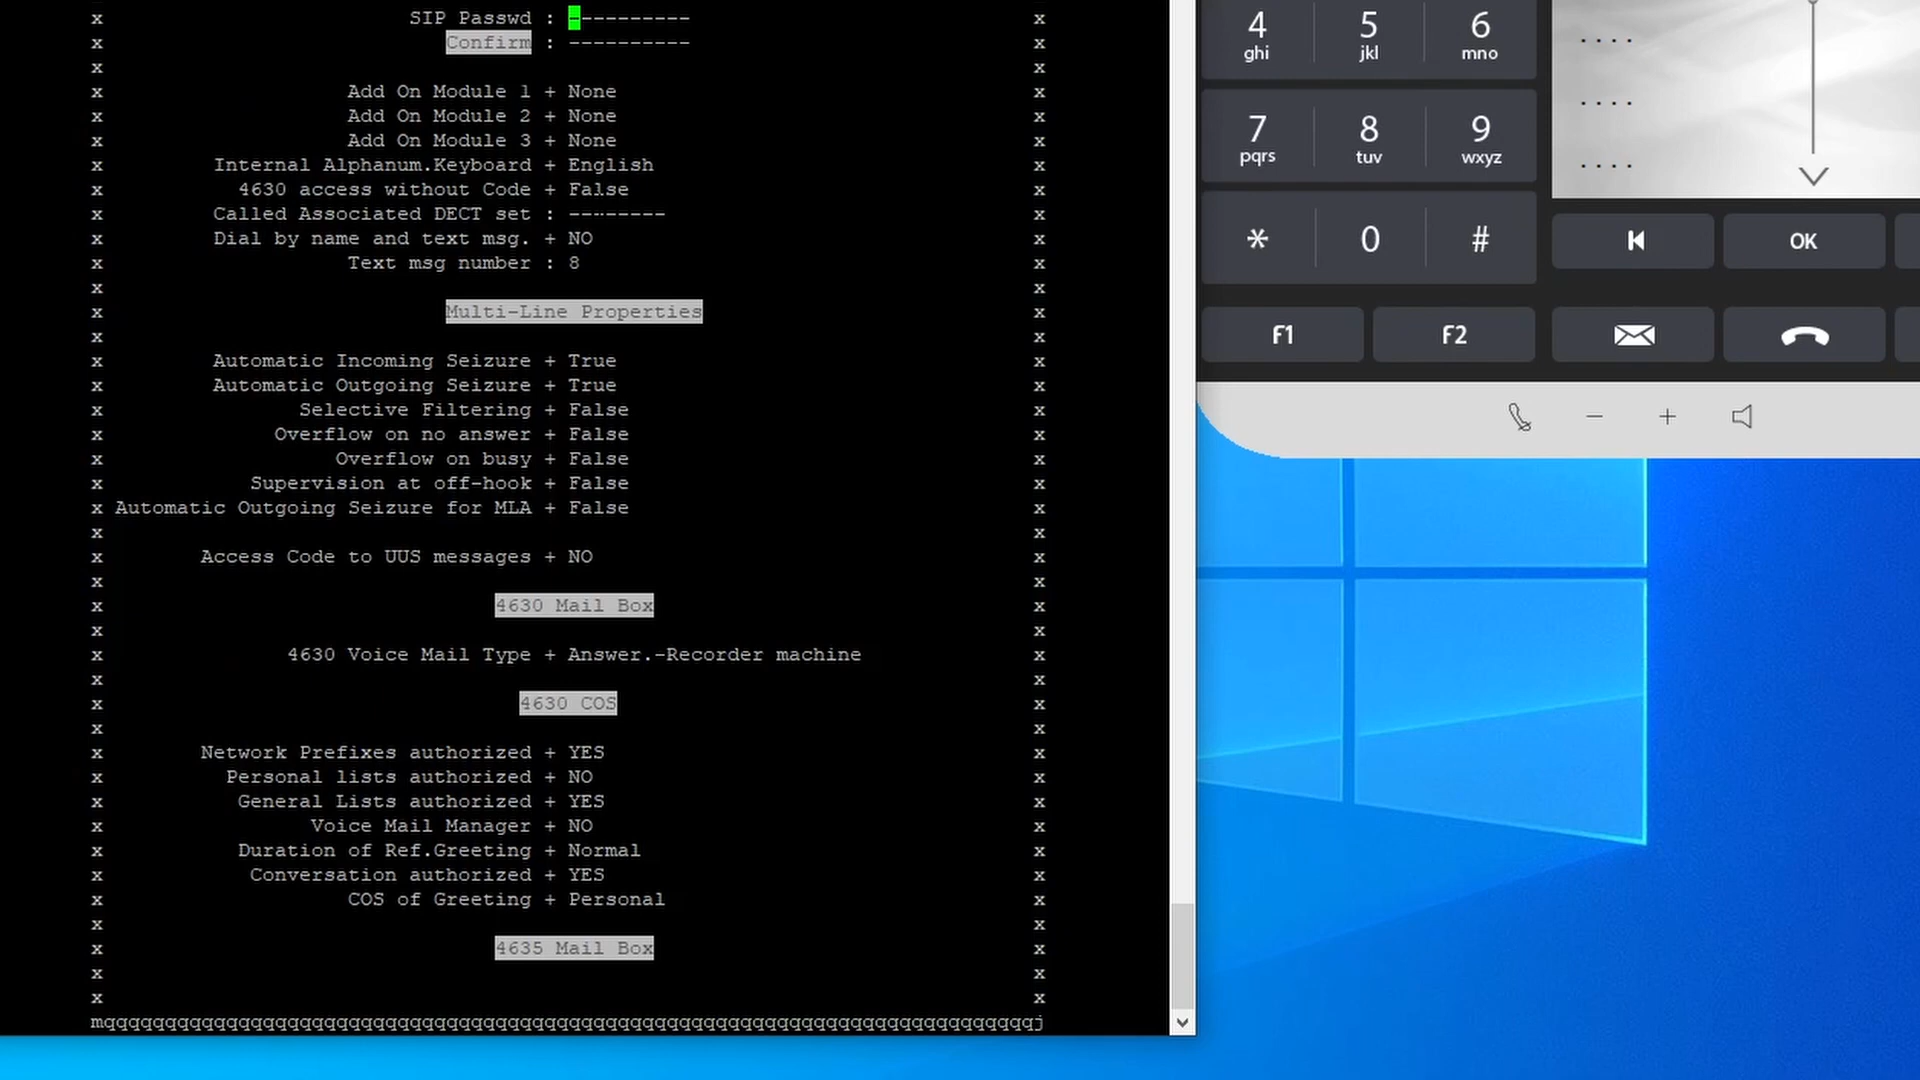 x SIP Passwd : ---------- x
x Confirm : ---------- x
x x
x Add On Module 1 + None x
x Add On Module 2 + None x
x Add On Module 3 + None x
x Internal Alphanum.Keyboard + English x
x 4630 access without Code + False x
x Called Associated DECT set : -------- x
x Dial by name and text msg. + NO x
x Text msg number : 8 x
x x
x Multi-Line Properties x
x x
x Automatic Incoming Seizure + True x
x Automatic Outgoing Seizure + True x
x Selective Filtering + False x
x Overflow on no answer + False x
x Overflow on busy + False x
x Supervision at off-hook + False x
x Automatic Outgoing Seizure for MLA + False x
x x
x Access Code to UUS messages + NO x
x x
x 4630 Mail Box x
x x
x 4630 Voice Mail Type + Answer.-Recorder machine x
x x
x 4630 COS x
x x
x Network Prefixes authorized + YES x
x Personal lists authorized + NO x
x General Lists authorized + YES x
x Voice Mail Manager + NO x
x Duration of Ref.Greeting + Normal x
x Conversation authorized + YES x
x COS of Greeting + Personal x
x x
x 4635 Mail Box x
x x
x x
mqqqqqqqqqqqqqqqqqqqqqqqqqqqqqqqqqqqqqqqqqqqqqqqqqqqqqqqqqqqqqqqqqqqqqqqqqqqqj
4 5 6
ghi jkl mno
7 8 9
pqrs tuv wxyz
* 0 #
F1 F2
....
....
....
OK
− +